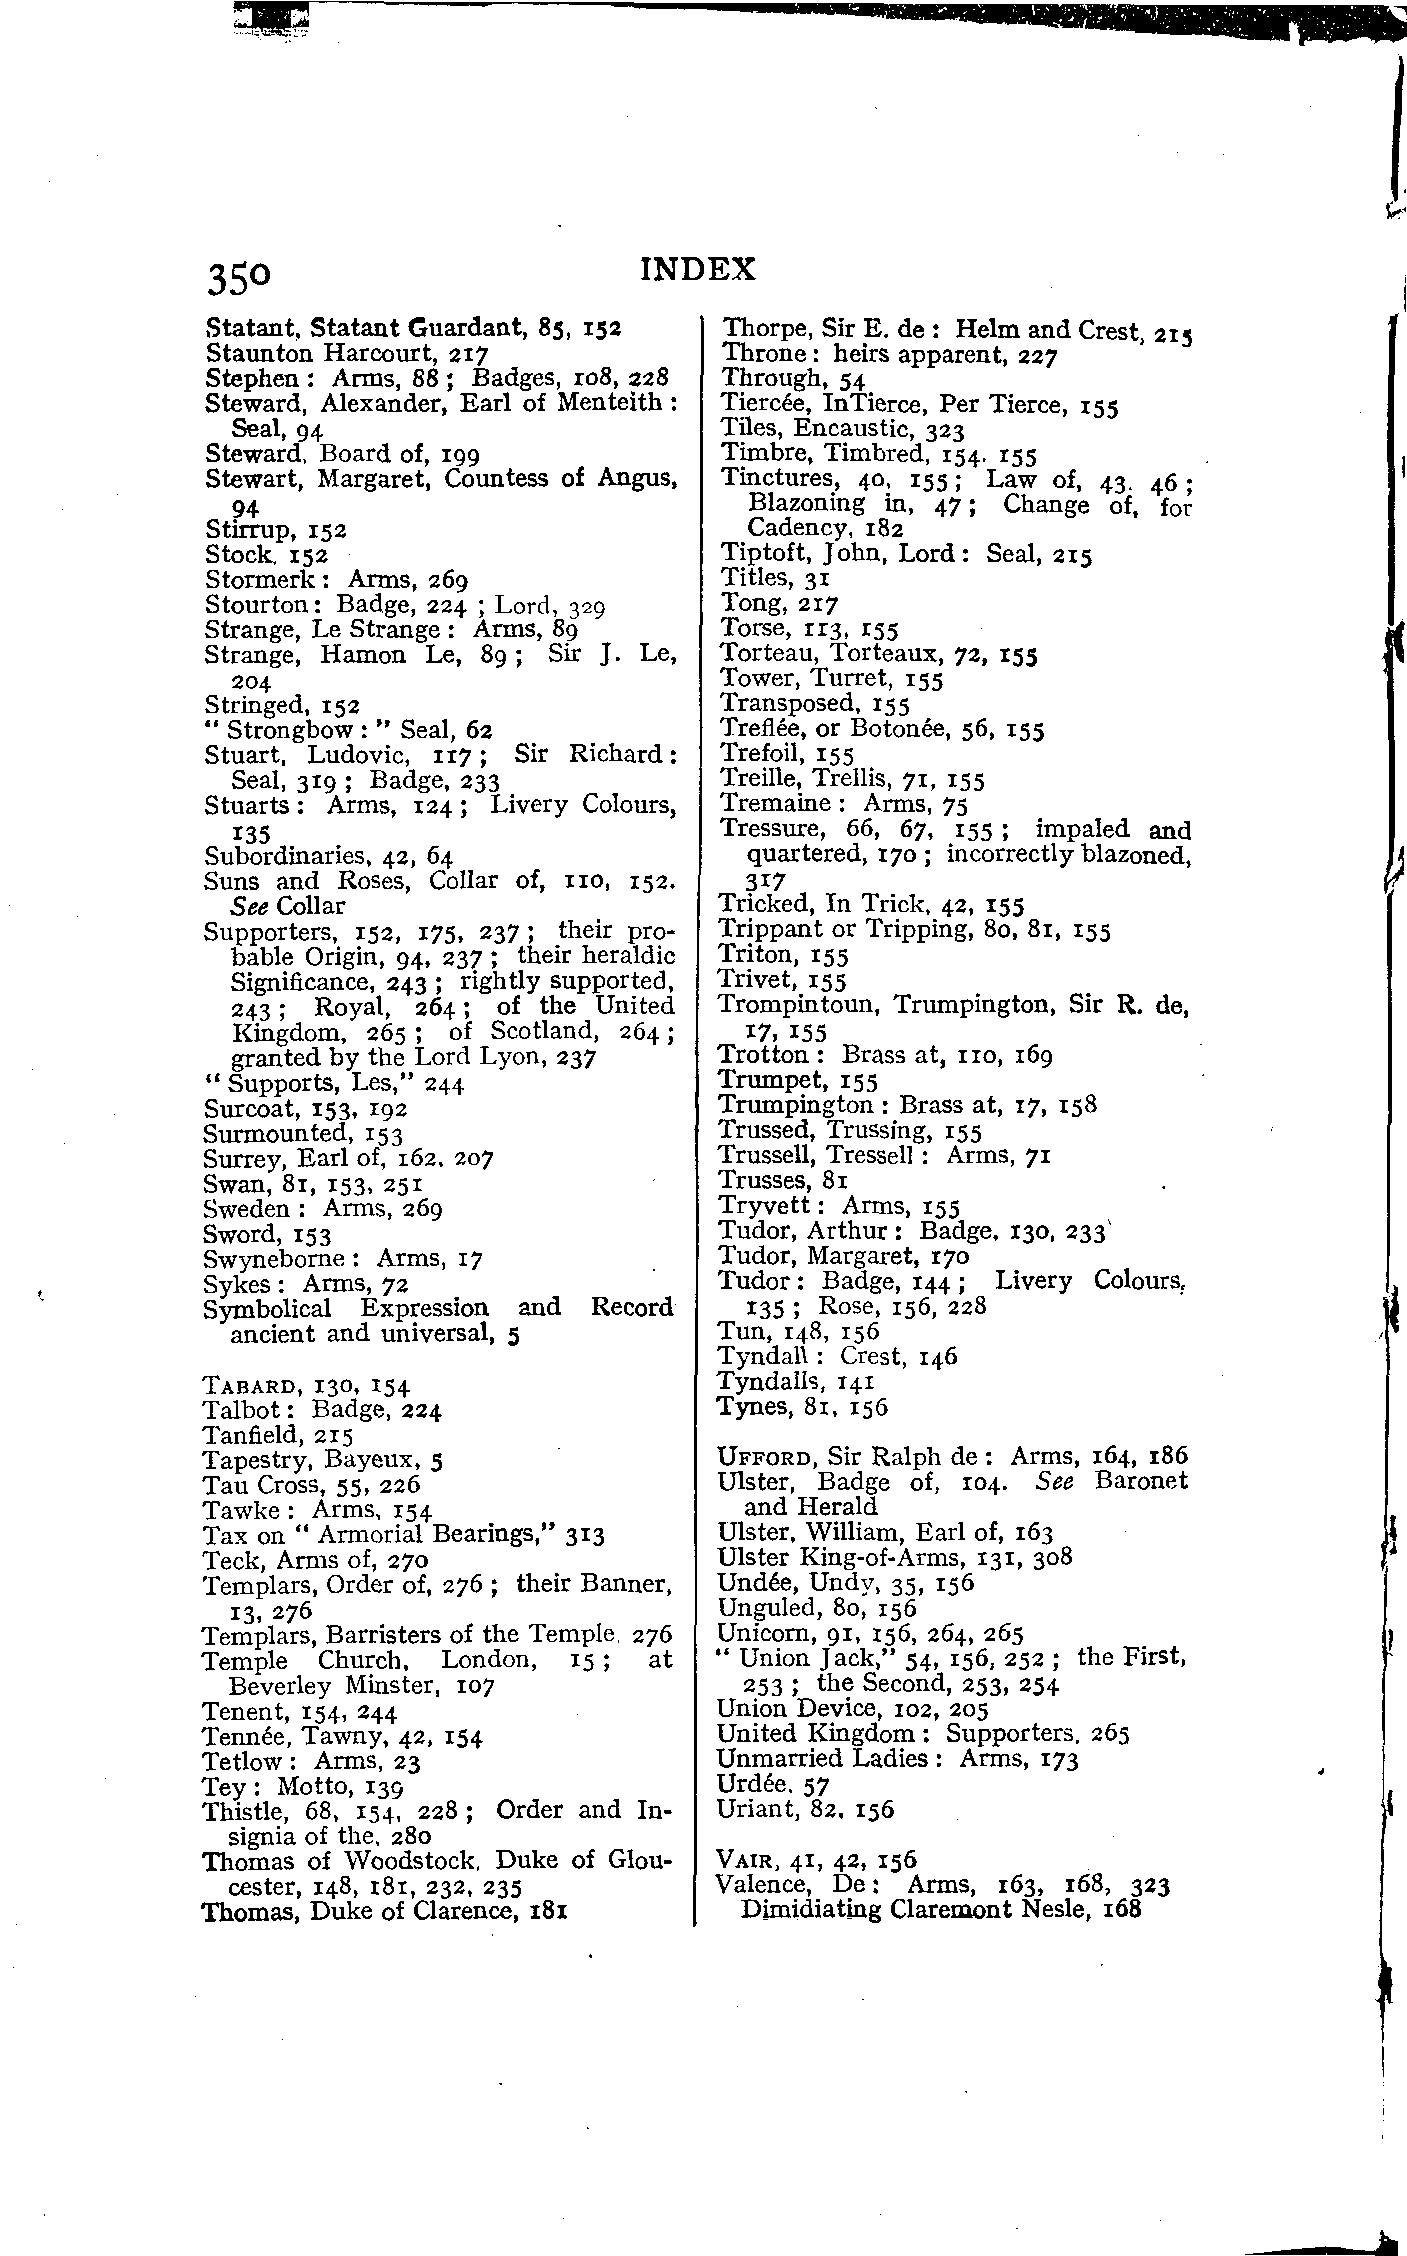 350
INDEX
Statant, Statant Guardant, 85, 152
Staunton Harcourt, 217
Stephen : Arms, 88 ; Badges, 108, 228
Steward, Alexander, Earl of Menteith :
Seal, 94
Steward, Board of, 199
Stewart, Margaret, Countess of Angus,
94
Stirrup, 152
Stock, 152
Stormerk : Arms, 269
Stourton : Badge, 224 ; Lord, 329
Strange, Le Strange : Arms, 89
Strange, Hamon Le, 89 ; Sir J. Le,
204
Stringed, 152
“ Strongbow : ” Seal, 62
Stuart, Ludovic, 117 ; Sir Richard :
Seal, 319 ; Badge, 233
Stuarts : Arms, 124 ; Livery Colours,
135
Subordinaries, 42, 64
Suns and Roses, Collar of, 110, 152.
See Collar
Supporters, 152, 175, 237 ; their pro-
bable Origin, 94, 237 ; their heraldic
Significance, 243 ; rightly supported,
243 ; Royal, 264 ; of the United
Kingdom, 265 ; of Scotland, 264 ;
granted by the Lord Lyon, 237
“ Supports, Les,” 244
Surcoat, 153, 192
Surmounted, 153
Surrey, Earl of, 162, 207
Swan, 81, 153, 251
Sweden : Arms, 269
Sword, 153
Swyneborne : Arms, 17
Sykes : Arms, 72
Symbolical Expression and Record
ancient and universal, 5
TABARD, 130, 154
Talbot : Badge, 224
Tanfield, 215
Tapestry, Bayeux, 5
Tau Cross, 55, 226
Tawke : Arms, 154
Tax on “ Armorial Bearings,” 313
Teck, Arms of, 270
Templars, Order of, 276 ; their Banner,
13, 276
Templars, Barristers of the Temple, 276
Temple Church, London, 15 ; at
Beverley Minster, 107
Tenent, 154, 244
Tennée, Tawny, 42, 154
Tetlow : Arms, 23
Tey : Motto, 139
Thistle, 68, 154, 228 ; Order and In-
signia of the, 280
Thomas of Woodstock, Duke of Glou-
cester, 148, 181, 232, 235
Thomas, Duke of Clarence, 181
Thorpe, Sir E. de : Helm and Crest, 215
Throne : heirs apparent, 227
Through, 54
Tiercée, InTierce, Per Tierce, 155
Tiles, Encaustic, 323
Timbre, Timbred, 154, 155
Tinctures, 40, 155 ; Law of, 43, 46 ;
Blazoning in, 47 ; Change of, for
Cadency, 182
Tiptoft, John, Lord : Seal, 215
Titles, 31
Tong, 217
Torse, 113, 155
Torteau, Torteaux, 72, 155
Tower, Turret, 155
Transposed, 155
Treflée, or Botonée, 56, 155
Trefoil, 155
Treille, Trellis, 71, 155
Tremaine : Arms, 75
Tressure, 66, 67, 155 ; impaled and
quartered, 170 ; incorrectly blazoned,
317
Tricked, In Trick, 42, 155
Trippant or Tripping, 80, 81, 155
Triton, 155
Trivet, 155
Trompintoun, Trumpington, Sir R. de,
17, 155
Trotton : Brass at, 110, 169
Trumpet, 155
Trumpington : Brass at, 17, 158
Trussed, Trussing, 155
Trussell, Tressell : Arms, 71
Trusses, 81
Tryvett : Arms, 155
Tudor, Arthur : Badge, 130, 233
Tudor, Margaret, 170
Tudor : Badge, 144 ; Livery Colours,
135 ; Rose, 156, 228
Tun, 148, 156
Tyndall : Crest, 146
Tyndalls, 141
Tynes, 81, 156
UFFORD, Sir Ralph de : Arms, 164, 186
Ulster, Badge of, 104. See Baronet
and Herald
Ulster, William, Earl of, 163
Ulster King-of-Arms, 131, 308
Undée, Undy, 35, 156
Unguled, 80, 156
Unicorn, 91, 156, 264, 265
“ Union Jack,” 54, 156, 252 ; the First,
253 ; the Second, 253, 254
Union Device, 102, 205
United Kingdom : Supporters, 265
Unmarried Ladies : Arms, 173
Urdée, 57
Uriant, 82, 156
VAIR, 41, 42, 156
Valence, De : Arms, 163, 168, 323
Dimidiating Claremont Nesle, 168